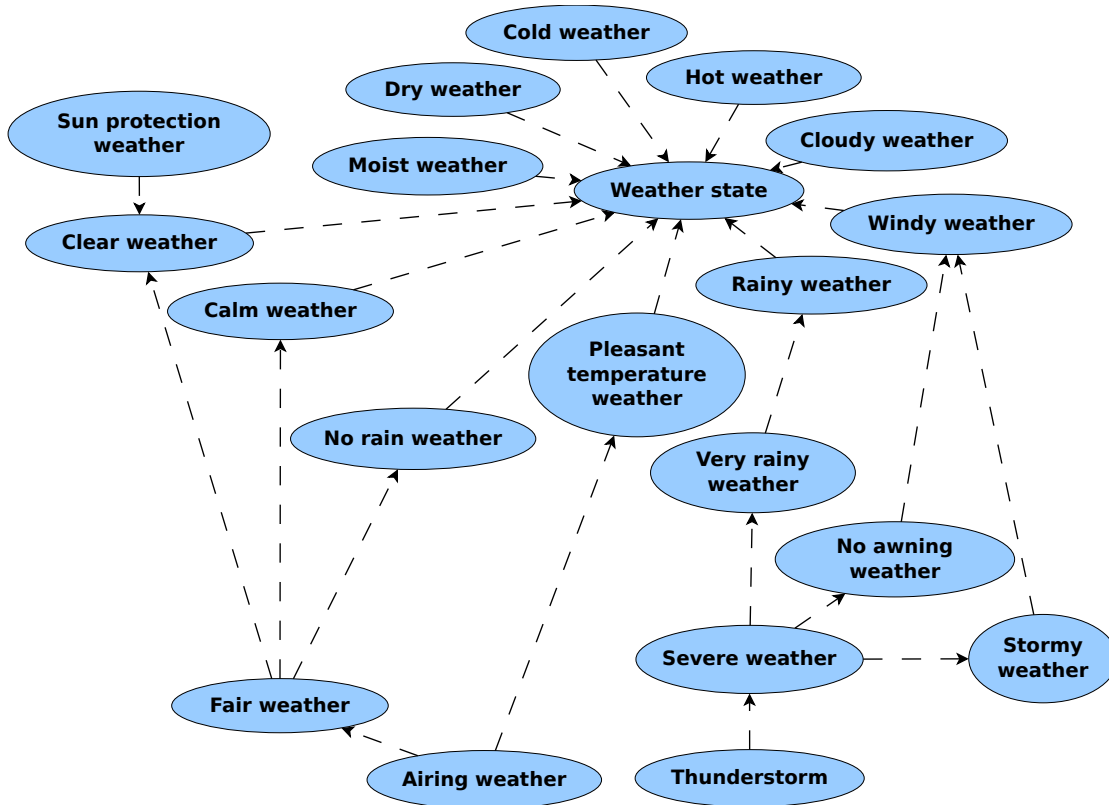 Cold weather
Hot weather
Dry weather
Sun protection
weather
Cloudy weather
Moist weather
Weather state
Windy weather
Clear weather
Rainy weather
Calm weather
Pleasant
temperature
weather
No rain weather
Very rainy
weather
No awning
weather
Severe weather
Stormy
weather
Fair weather
Airing weather
Thunderstorm